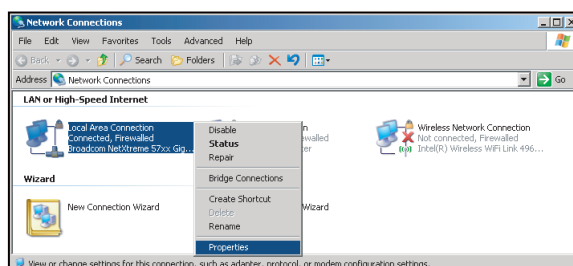 Network Connections
File Edit View Favorites Tools Advanced Help
Back Search Folders
Address Network Connections Go
LAN or High-Speed Internet
Local Area Connection
Connected, Firewalled
Broadcom NetXtreme 57xx Gig...
Disable
Status
Repair
Bridge Connections
Create Shortcut
Delete
Rename
Properties
Wireless Network Connection
Not connected, Firewalled
Intel(R) Wireless WiFi Link 496...
Wizard
New Connection Wizard
Wizard
View or change settings for this connection, such as adapter, protocol, or modem configuration settings.